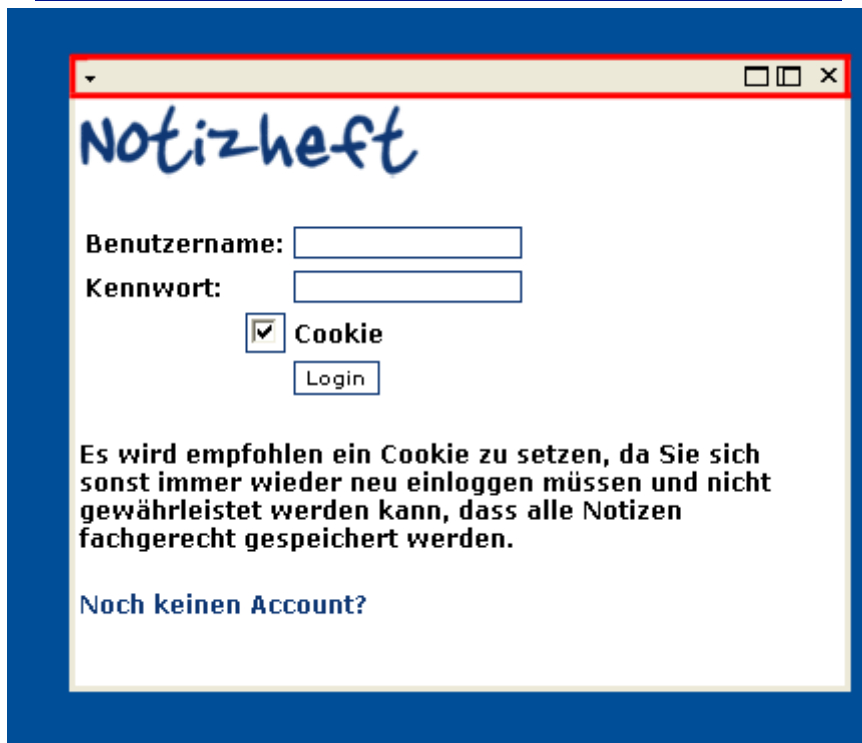 Notizheft
Benutzername:
Kennwort:
Cookie
Login
Es wird empfohlen ein Cookie zu setzen, da Sie sich
sonst immer wieder neu einloggen müssen und nicht
gewährleistet werden kann, dass alle Notizen
fachgerecht gespeichert werden.
Noch keinen Account?